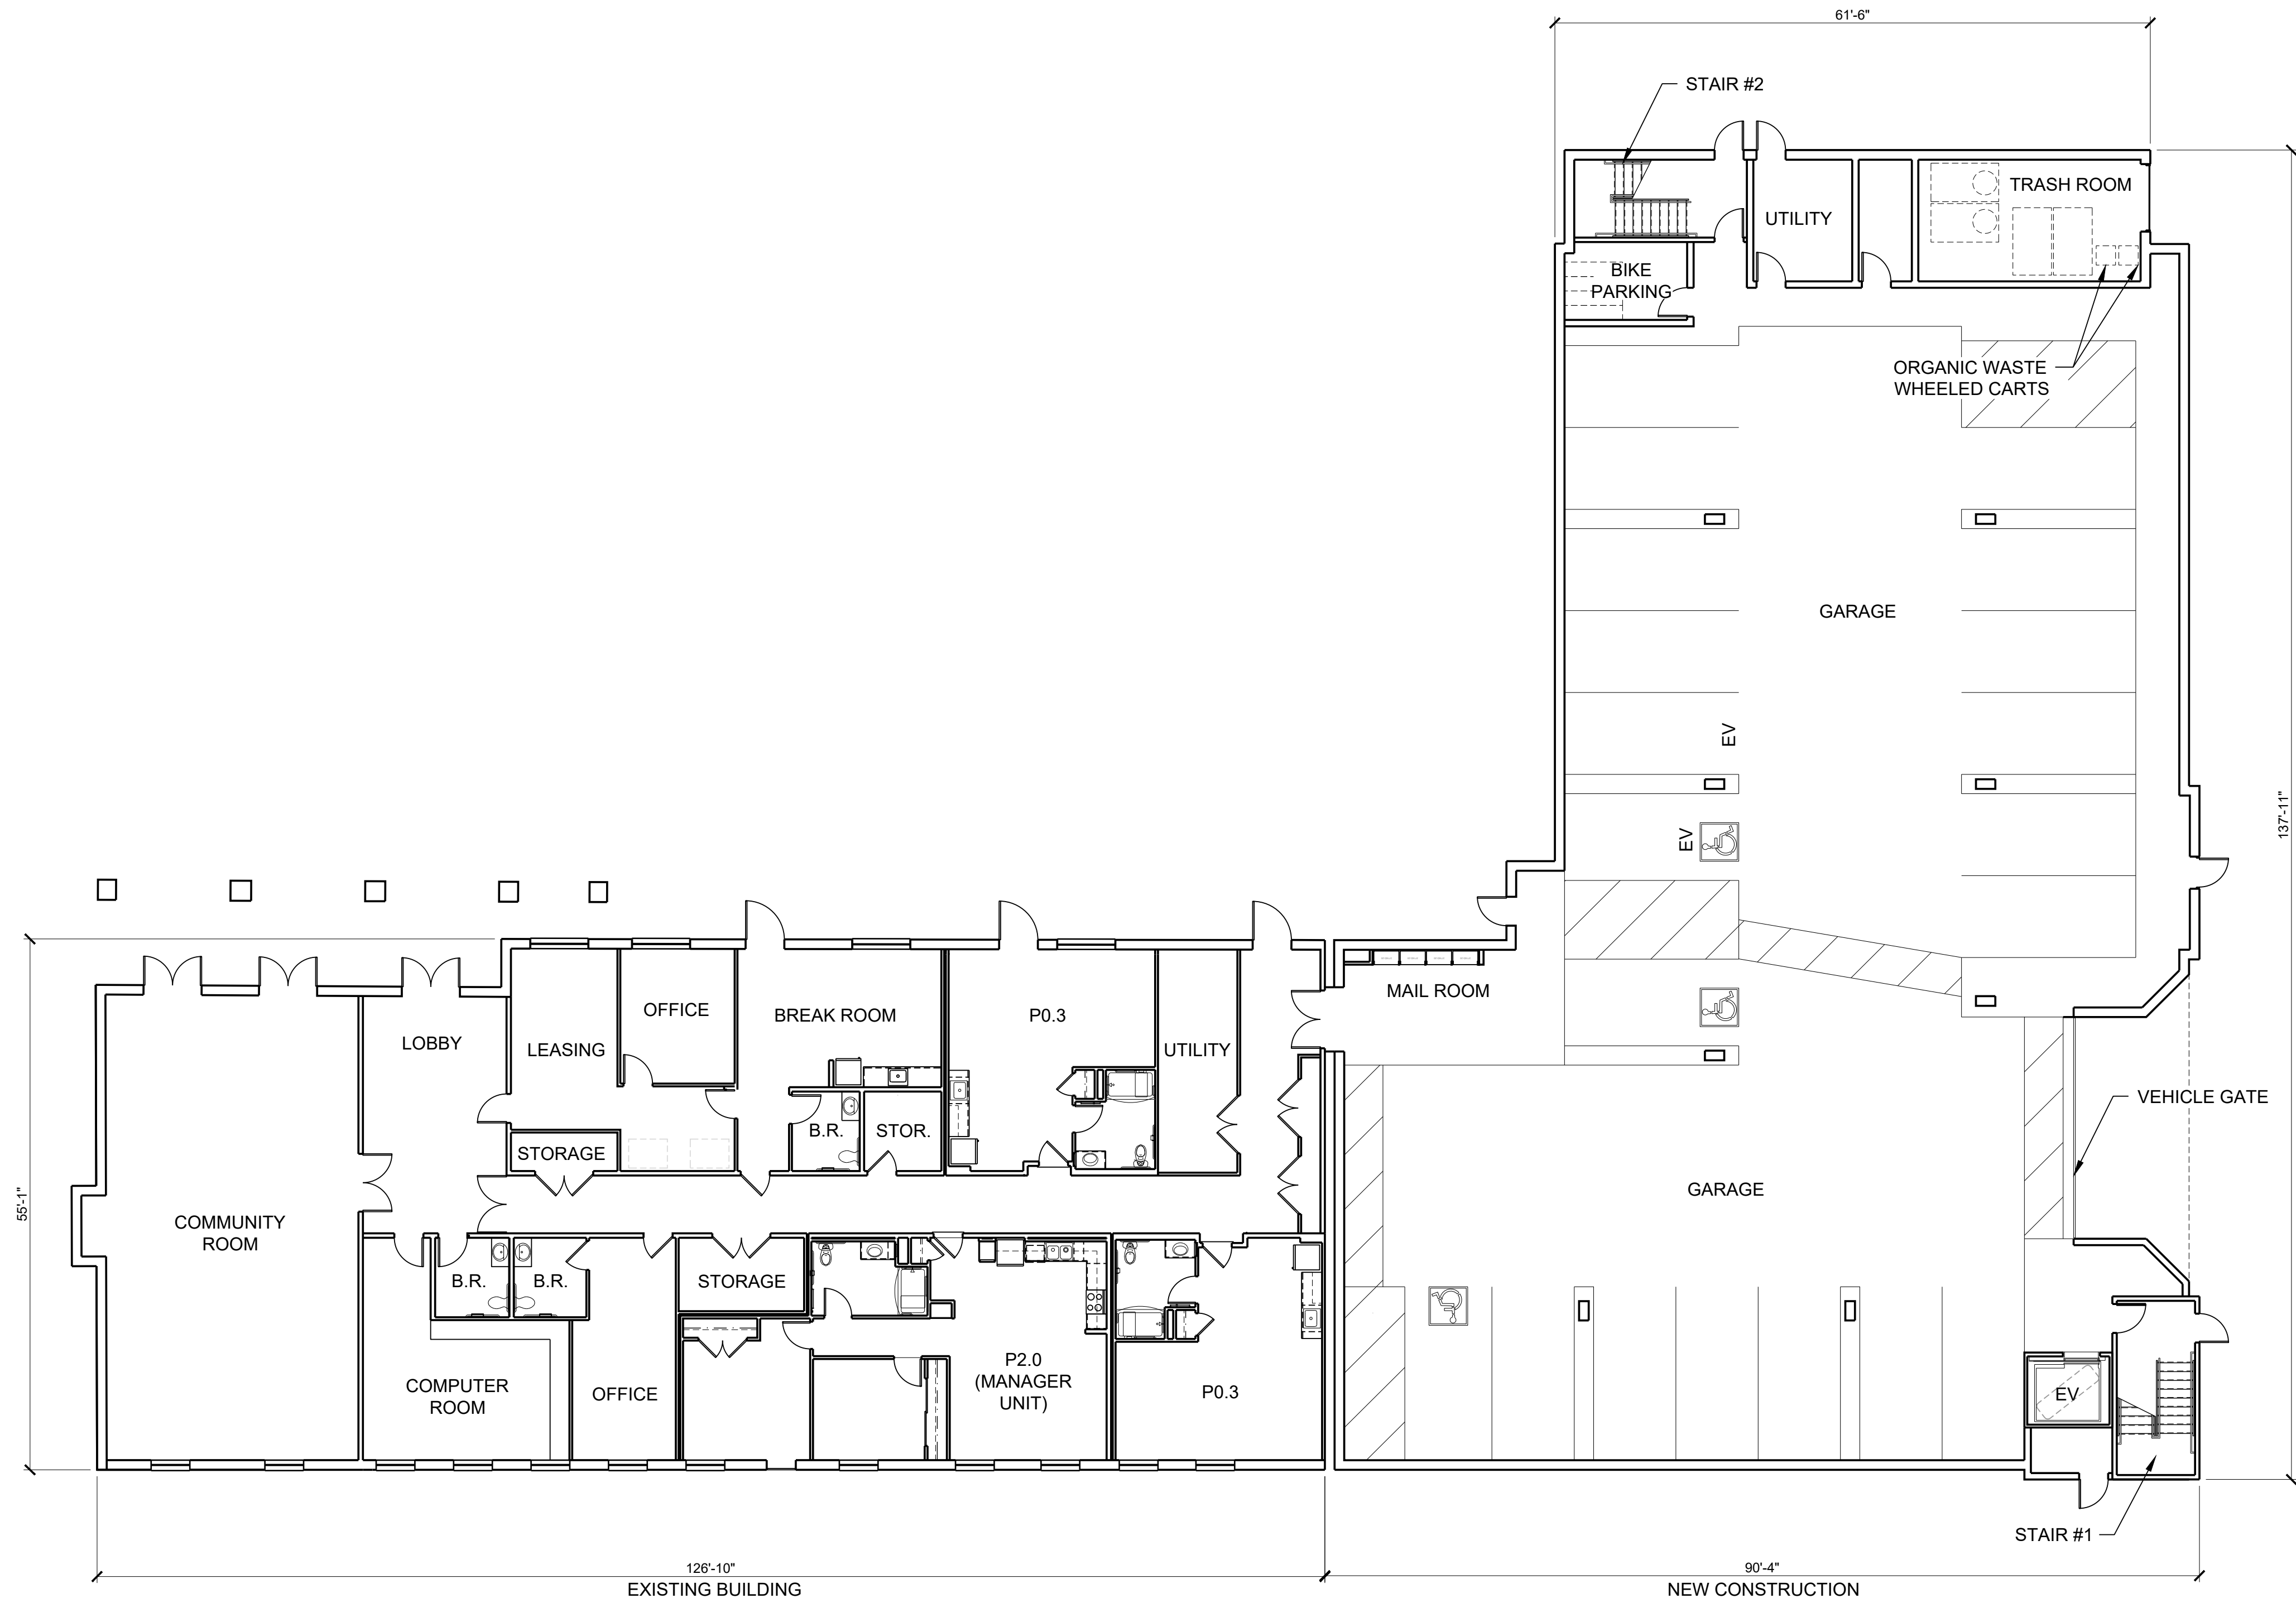 61'-6"
STAIR #2
TRASH ROOM
UTILITY
BIKE
PARKING
ORGANIC WASTE
WHEELED CARTS
GARAGE
EV
137'-11"
EV
MAIL ROOM
OFFICE
BREAK ROOM
P0.3
LOBBY
LEASING
UTILITY
VEHICLE GATE
B.R.
STOR.
STORAGE
55'-1"
GARAGE
COMMUNITY
ROOM
B.R.
B.R.
STORAGE
COMPUTER
ROOM
OFFICE
P2.0
(MANAGER
UNIT)
P0.3
EV
STAIR #1
126'-10"
EXISTING BUILDING
90'-4"
NEW CONSTRUCTION